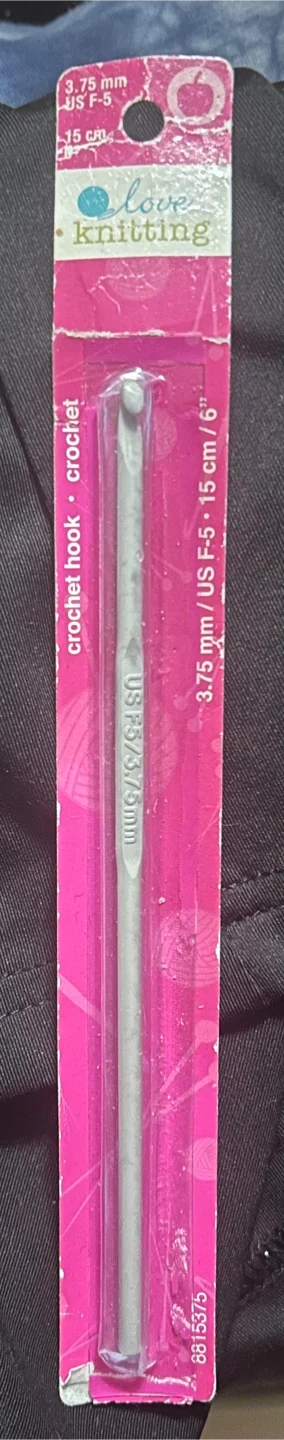 3.75 mm
US F-5
15 cm
love
knitting
crochet hook • crochet
3.75 mm / US F-5 • 15 cm / 6”
US F5/3.75mm
8815375